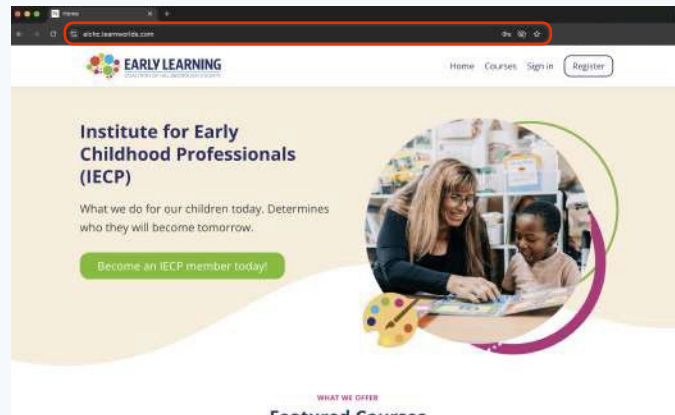 Home
elchc.learnworlds.com
EARLY LEARNING
Home Courses Sign in Register
Institute for Early
Childhood Professionals
(IECP)
What we do for our children today. Determines
who they will become tomorrow.
Become an IECP member today!
WHAT WE OFFER
Featured Courses